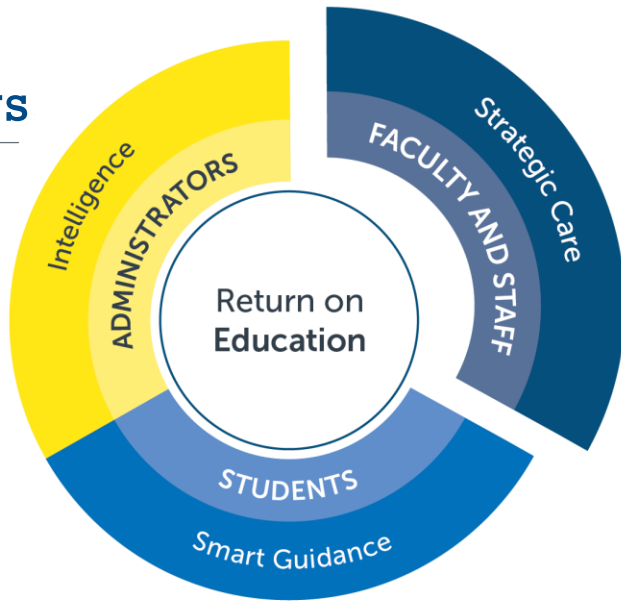 Intelligence
ADMINISTRATORS
Strategic Care
FACULTY AND STAFF
Return on
Education
STUDENTS
Smart Guidance